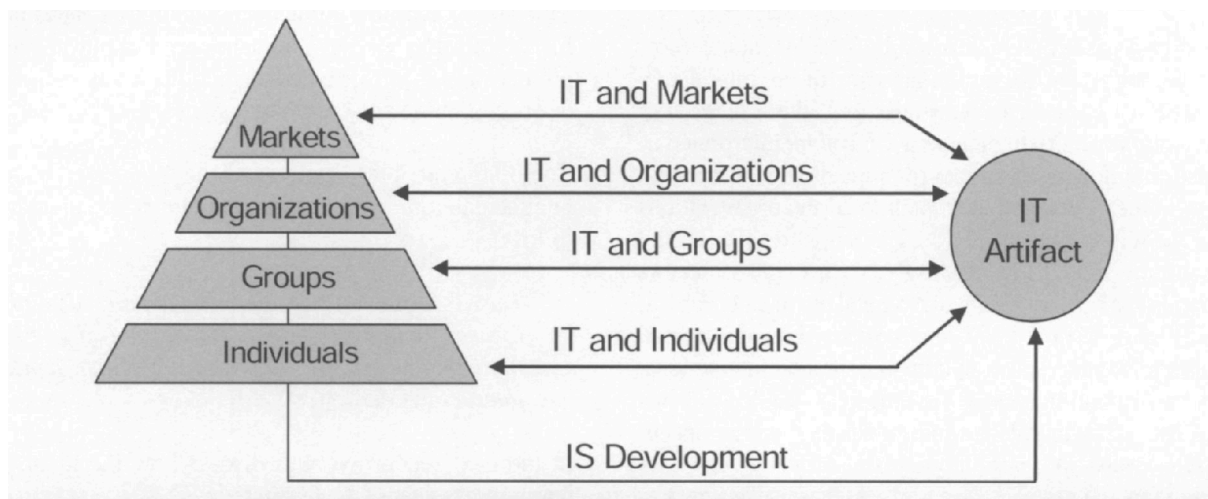 IT and Markets
Markets
IT and Organizations
Organizations
IT
Artifact
IT and Groups
Groups
IT and Individuals
Individuals
IS Development